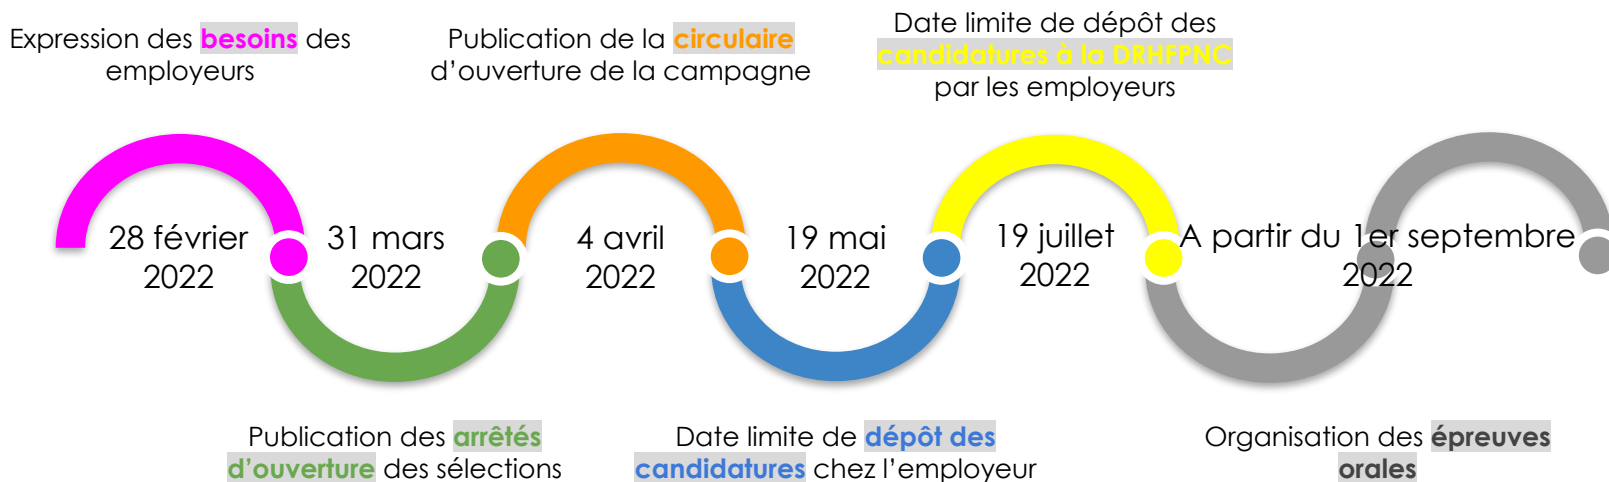 Expression des besoins des
employeurs
Publication de la circulaire
d'ouverture de la campagne
Date limite de dépôt des
candidatures à la DRHFPNC
par les employeurs
28 février
2022
31 mars
2022
4 avril
2022
19 mai
2022
19 juillet
2022
A partir du 1er septembre
2022
Publication des arrêtés
d'ouverture des sélections
Date limite de dépôt des
candidatures chez l'employeur
Organisation des épreuves
orales